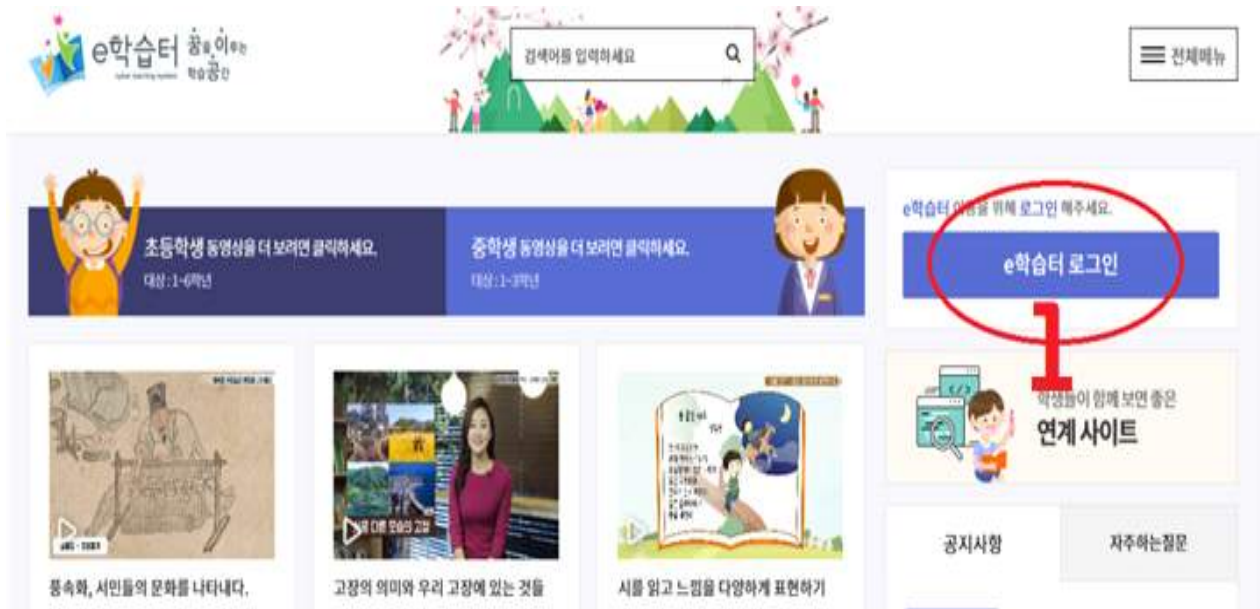 e학습터 꿈을 이루는
학습공간
검색어를 입력하세요
전체메뉴
초등학생 동영상을 더 보려면 클릭하세요.
대상 : 1~6학년
중학생 동영상을 더 보려면 클릭하세요.
대상 : 1~3학년
e학습터 이용을 위해 로그인 해주세요.
e학습터 로그인
1
학생들이 함께 보면 좋은
연계 사이트
다른 모습의 고장
풍속화, 서민들의 문화를 나타내다.
고장의 의미와 우리 고장에 있는 것들
시를 읽고 느낌을 다양하게 표현하기
공지사항
자주하는질문